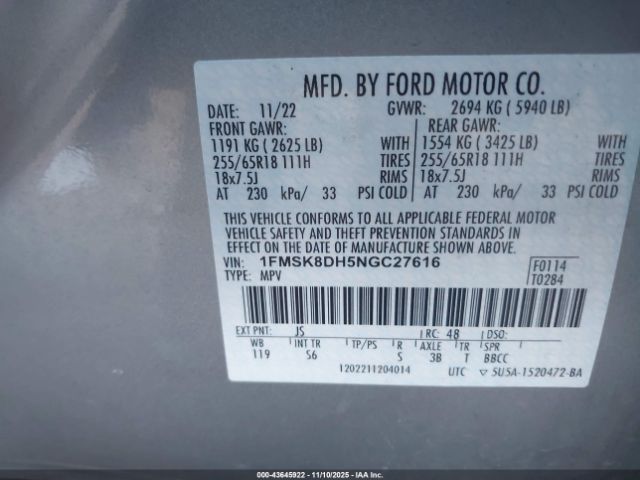 MFD. BY FORD MOTOR CO.
DATE: 11/22 GVWR: 2694 KG ( 5940 LB)
FRONT GAWR: REAR GAWR:
1191 KG ( 2625 LB) WITH 1554 KG ( 3425 LB) WITH
255/65R18 111H TIRES 255/65R18 111H TIRES
18x7.5J RIMS 18x7.5J RIMS
AT 230 kPa/ 33 PSI COLD AT 230 kPa/ 33 PSI COLD
THIS VEHICLE CONFORMS TO ALL APPLICABLE FEDERAL MOTOR
VEHICLE SAFETY AND THEFT PREVENTION STANDARDS IN
EFFECT ON THE DATE OF MANUFACTURE SHOWN ABOVE.
VIN: 1FMSK8DH5NGC27616 F0114
TYPE: MPV T0284
EXT PNT: JS RC: 48 DSO:
WB INT TR TP/PS R AXLE TR SPR
119 S6 S 3B T BBCC
1202211204014 UTC ▽ 5U5A-1520472-BA
000-43645922 - 11/10/2025 - IAAI.COM